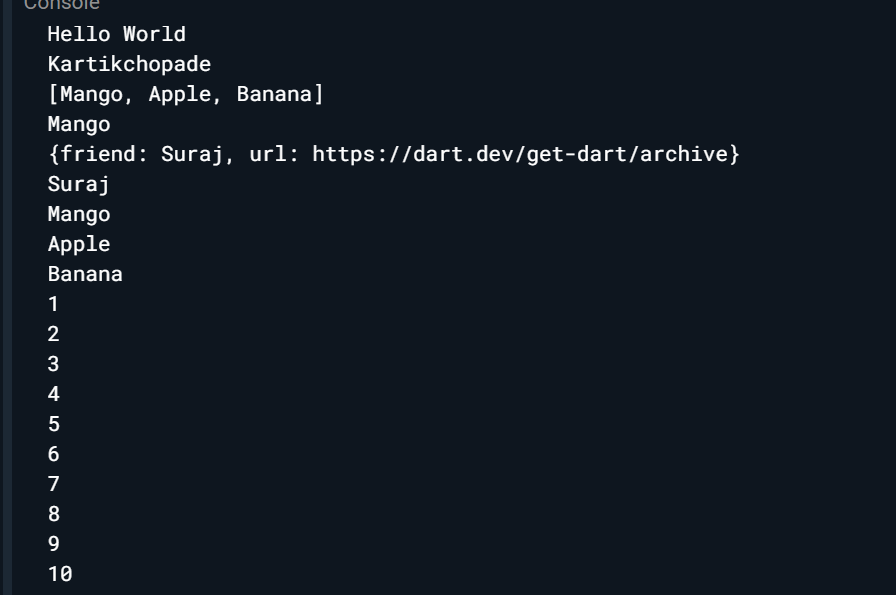 Console
Hello World
Kartikchopade
[Mango, Apple, Banana]
Mango
{friend: Suraj, url: https://dart.dev/get-dart/archive}
Suraj
Mango
Apple
Banana
1
2
3
4
5
6
7
8
9
10